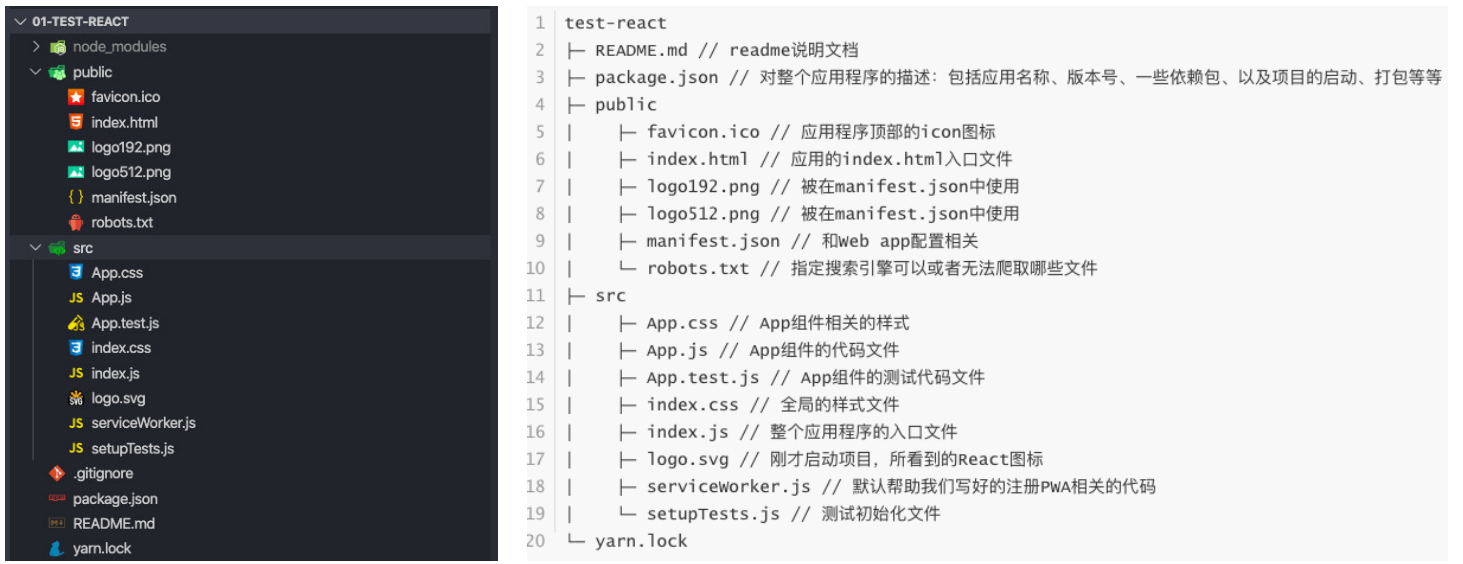 01-TEST-REACT
node_modules
public
favicon.ico
index.html
logo192.png
logo512.png
manifest.json
robots.txt
src
App.css
App.js
App.test.js
index.css
index.js
logo.svg
serviceWorker.js
setupTests.js
.gitignore
package.json
README.md
yarn.lock
1 test-react
2 ├─ README.md // readme说明文档
3 ├─ package.json // 对整个应用程序的描述：包括应用名称、版本号、一些依赖包、以及项目的启动、打包等等
4 ├─ public
5 |    ├─ favicon.ico // 应用程序顶部的icon图标
6 |    ├─ index.html // 应用的index.html入口文件
7 |    ├─ logo192.png // 被在manifest.json中使用
8 |    ├─ logo512.png // 被在manifest.json中使用
9 |    ├─ manifest.json // 和Web app配置相关
10 |    └─ robots.txt // 指定搜索引擎可以或者无法爬取哪些文件
11 ├─ src
12 |    ├─ App.css // App组件相关的样式
13 |    ├─ App.js // App组件的代码文件
14 |    ├─ App.test.js // App组件的测试代码文件
15 |    ├─ index.css // 全局的样式文件
16 |    ├─ index.js // 整个应用程序的入口文件
17 |    ├─ logo.svg // 刚才启动项目，所看到的React图标
18 |    ├─ serviceWorker.js // 默认帮助我们写好的注册PWA相关的代码
19 |    └─ setupTests.js // 测试初始化文件
20 └─ yarn.lock